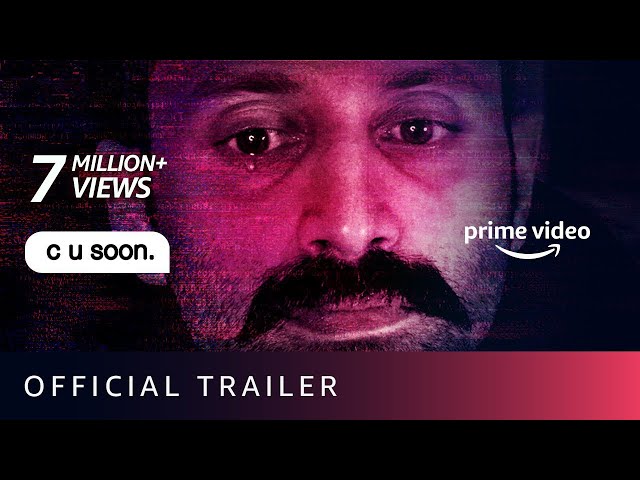 7 MILLION+
VIEWS
c u soon.
prime video
OFFICIAL TRAILER